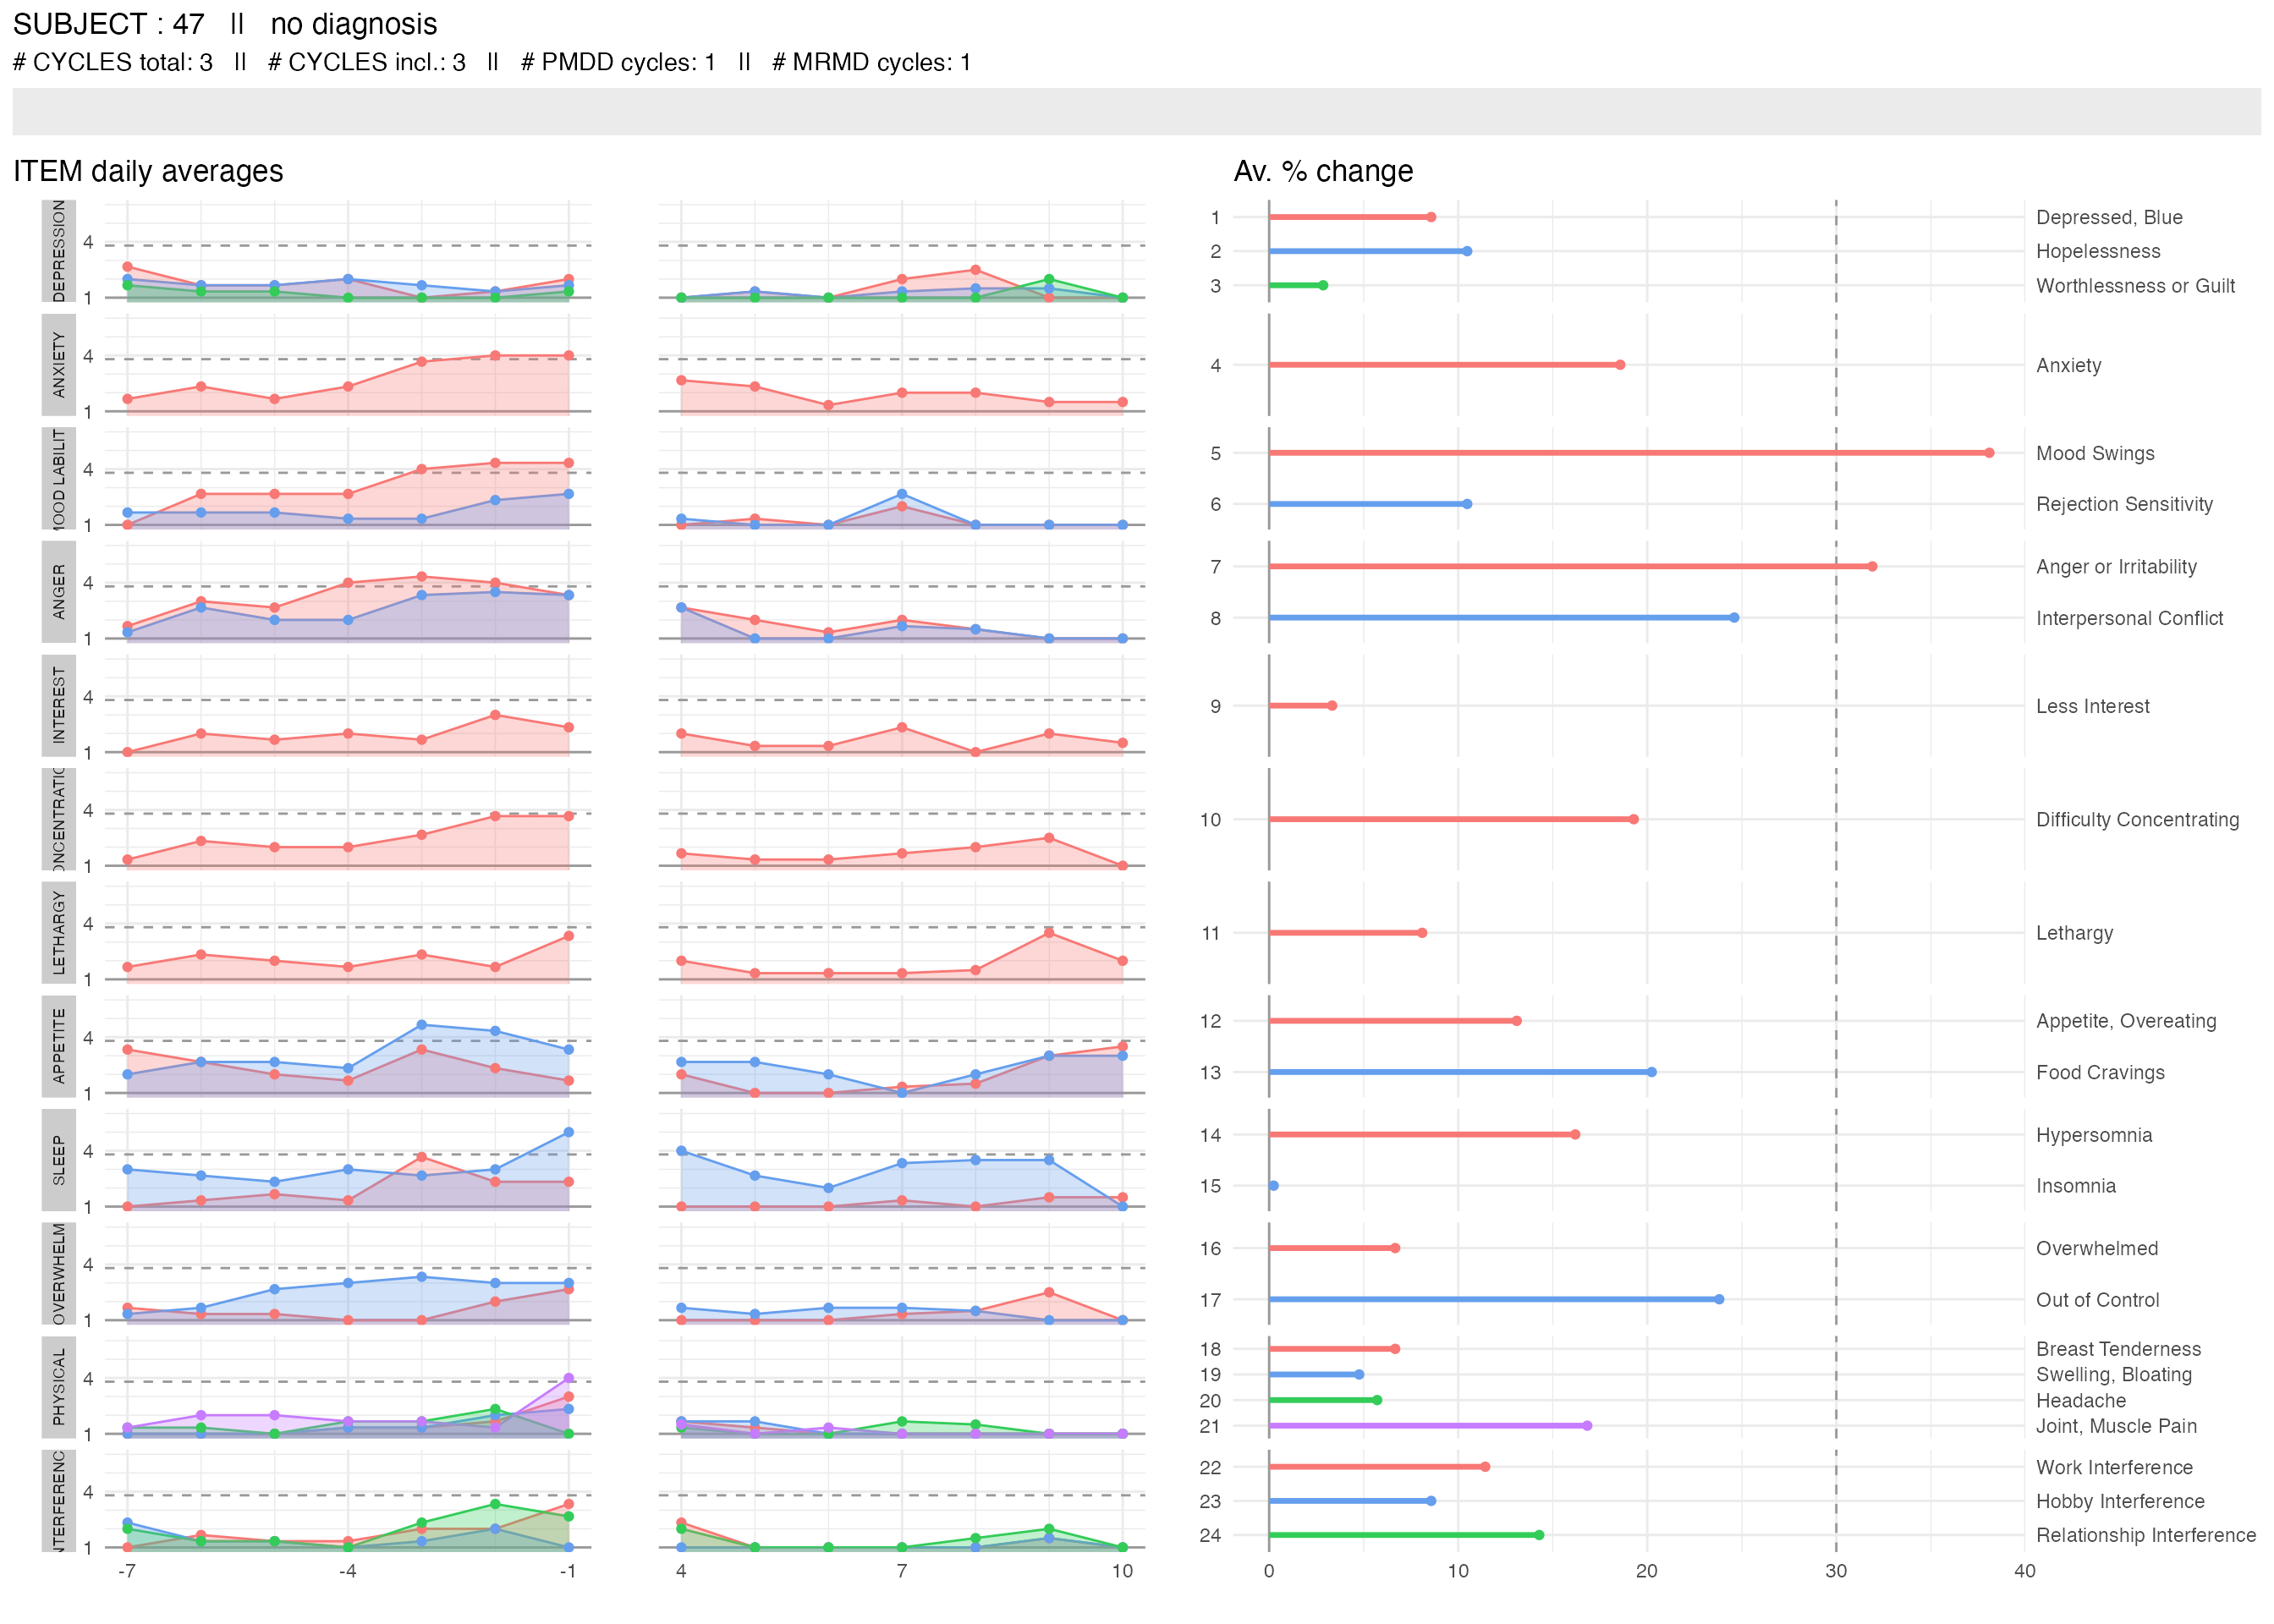 SUBJECT : 47 || no diagnosis
# CYCLES total: 3 || # CYCLES incl.: 3 || # PMDD cycles: 1 || # MRMD cycles: 1
ITEM daily averages
Av. % change
DEPRESSION
4
1
1 Depressed, Blue
2 Hopelessness
3 Worthlessness or Guilt
ANXIETY
4
1
4 Anxiety
MOOD LABILIT
4
1
5 Mood Swings
6 Rejection Sensitivity
ANGER
4
1
7 Anger or Irritability
8 Interpersonal Conflict
INTEREST
4
1
9 Less Interest
ONCENTRATIO
4
1
10 Difficulty Concentrating
LETHARGY
4
1
11 Lethargy
APPETITE
4
1
12 Appetite, Overeating
13 Food Cravings
SLEEP
4
1
14 Hypersomnia
15 Insomnia
OVERWHELM
4
1
16 Overwhelmed
17 Out of Control
PHYSICAL
4
1
18 Breast Tenderness
19 Swelling, Bloating
20 Headache
21 Joint, Muscle Pain
NTERFERENC
4
1
22 Work Interference
23 Hobby Interference
24 Relationship Interference
-7 -4 -1 4 7 10
0 10 20 30 40